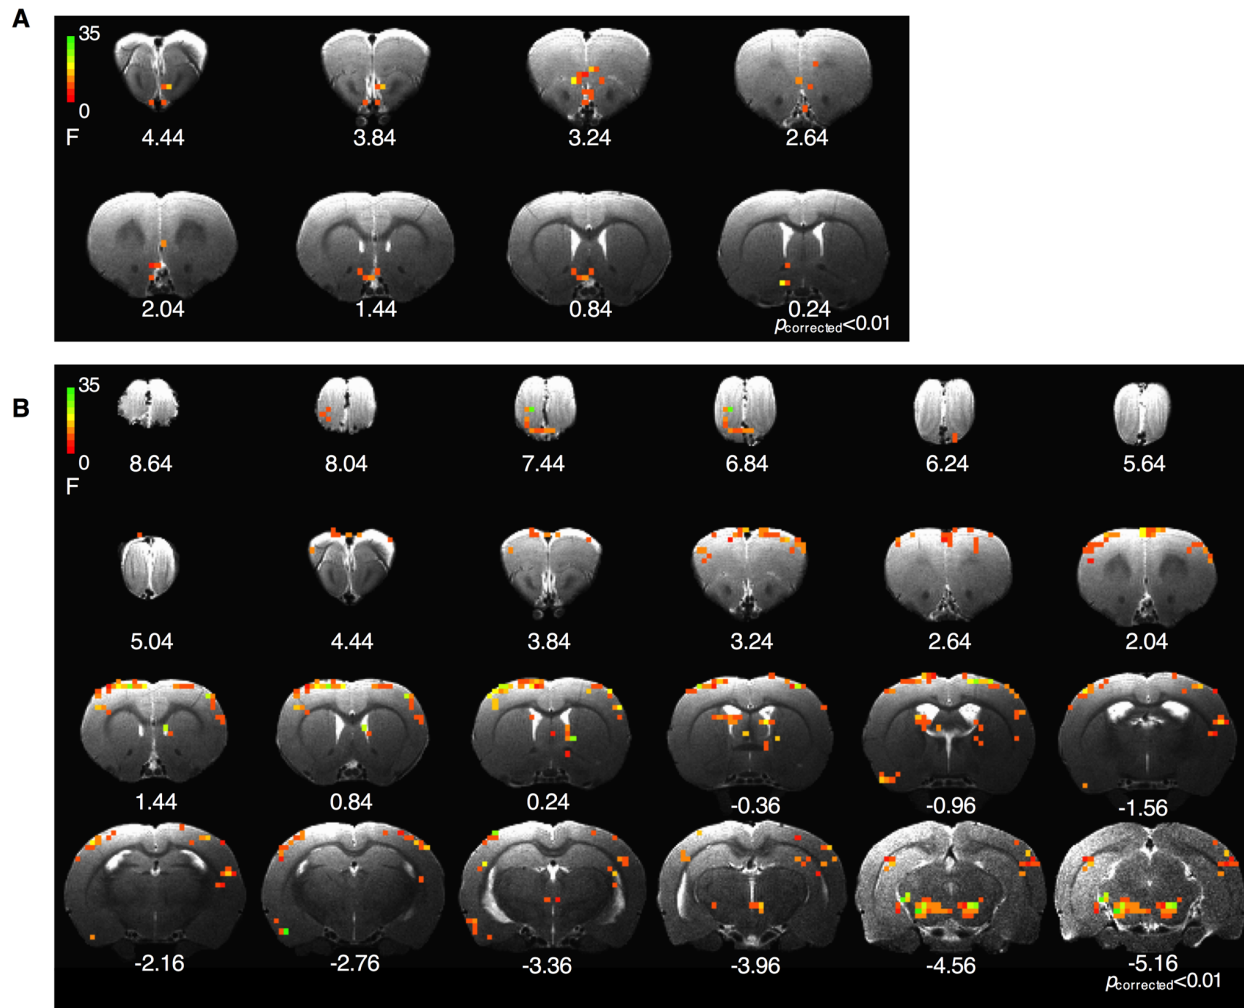 A
35
0
F
4.44 3.84 3.24 2.64
2.04 1.44 0.84 0.24
pcorrected<0.01
B
35
0
F
8.64 8.04 7.44 6.84 6.24 5.64
5.04 4.44 3.84 3.24 2.64 2.04
1.44 0.84 0.24 -0.36 -0.96 -1.56
-2.16 -2.76 -3.36 -3.96 -4.56 -5.16
pcorrected<0.01